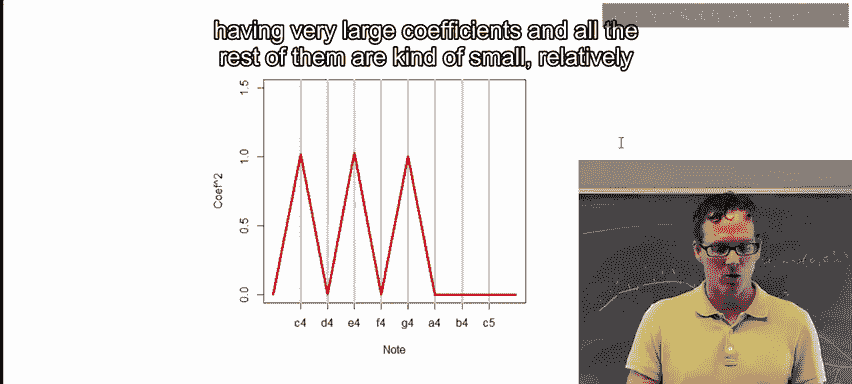 having very large coefficients and all the
rest of them are kind of small, relatively
1.5
1.0
0.5
0.0
Coef^2
c4 d4 e4 f4 g4 a4 b4 c5
Note